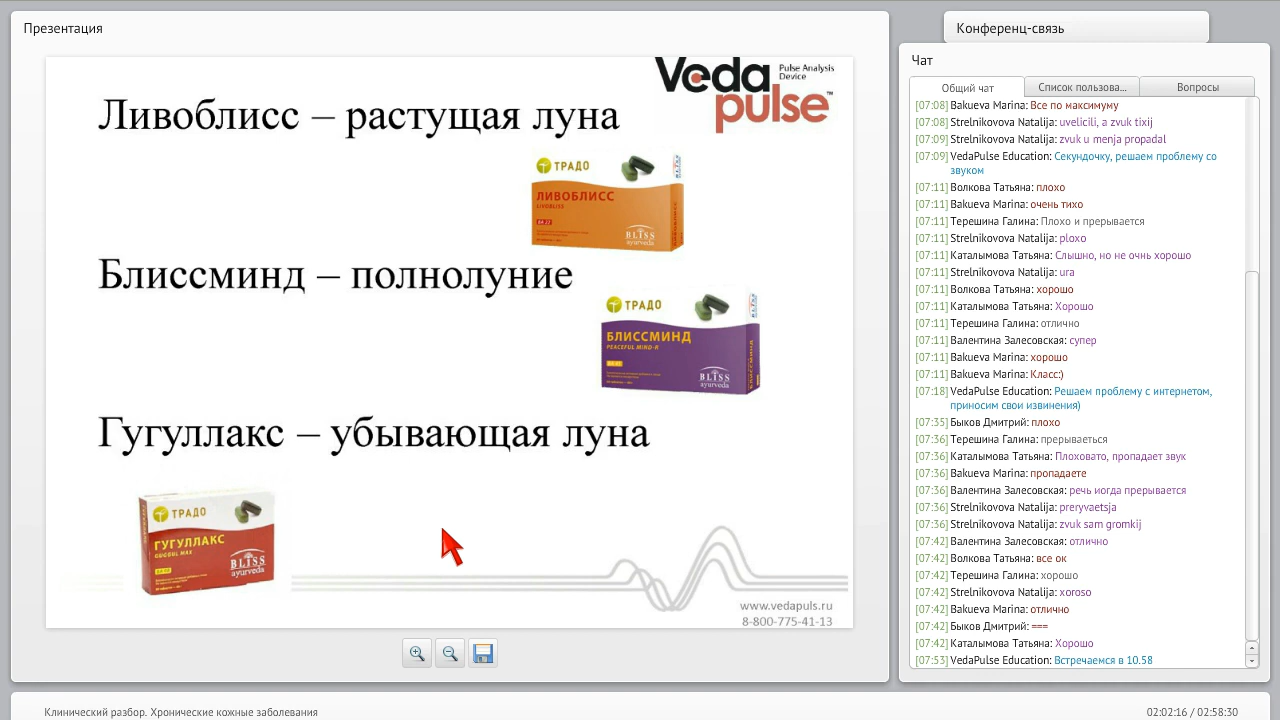 Презентация
Veda pulse™
Pulse Analysis
Device
Ливоблисс – растущая луна
ТРАДО
ЛИВОБЛИСС
LIVOBLISS
BLISS
ayurveda
Блиссминд – полнолуние
ТРАДО
БЛИССМИНД
PEACEFUL MIND-R
BLISS
ayurveda
Гугуллакс – убывающая луна
ТРАДО
ГУГУЛЛАКС
GUGGUL MAX
BLISS
ayurveda
www.vedapuls.ru
8-800-775-41-13
Конференц-связь
Чат
Общий чат
Список пользова...
Вопросы
[07:08] Bakueva Marina: Все по максимуму
[07:08] Strelnikovova Natalija: uvelicili, a zvuk tixij
[07:09] Strelnikovova Natalija: zvuk u menja propadal
[07:09] VedaPulse Education: Секундочку, решаем проблему со
звуком
[07:11] Волкова Татьяна: плохо
[07:11] Bakueva Marina: очень тихо
[07:11] Терешина Галина: Плохо и прерывается
[07:11] Strelnikovova Natalija: ploxo
[07:11] Каталымова Татьяна: Слышно, но не очнь хорошо
[07:11] Strelnikovova Natalija: ura
[07:11] Волкова Татьяна: хорошо
[07:11] Каталымова Татьяна: Хорошо
[07:11] Терешина Галина: отлично
[07:11] Валентина Залесовская: супер
[07:11] Bakueva Marina: хорошо
[07:11] Bakueva Marina: Класс:)
[07:18] VedaPulse Education: Решаем проблему с интернетом,
приносим свои извинения)
[07:35] Быков Дмитрий: плохо
[07:36] Терешина Галина: прерываеться
[07:36] Каталымова Татьяна: Плоховато, пропадает звук
[07:36] Bakueva Marina: пропадаете
[07:36] Валентина Залесовская: речь иогда прерывается
[07:36] Strelnikovova Natalija: preryvaetsja
[07:36] Strelnikovova Natalija: zvuk sam gromkij
[07:42] Валентина Залесовская: отлично
[07:42] Волкова Татьяна: все ок
[07:42] Терешина Галина: хорошо
[07:42] Strelnikovova Natalija: xoroso
[07:42] Bakueva Marina: отлично
[07:42] Быков Дмитрий: ===
[07:42] Каталымова Татьяна: Хорошо
[07:53] VedaPulse Education: Встречаемся в 10.58
Клинический разбор. Хронические кожные заболевания
02:02:16 / 02:58:30